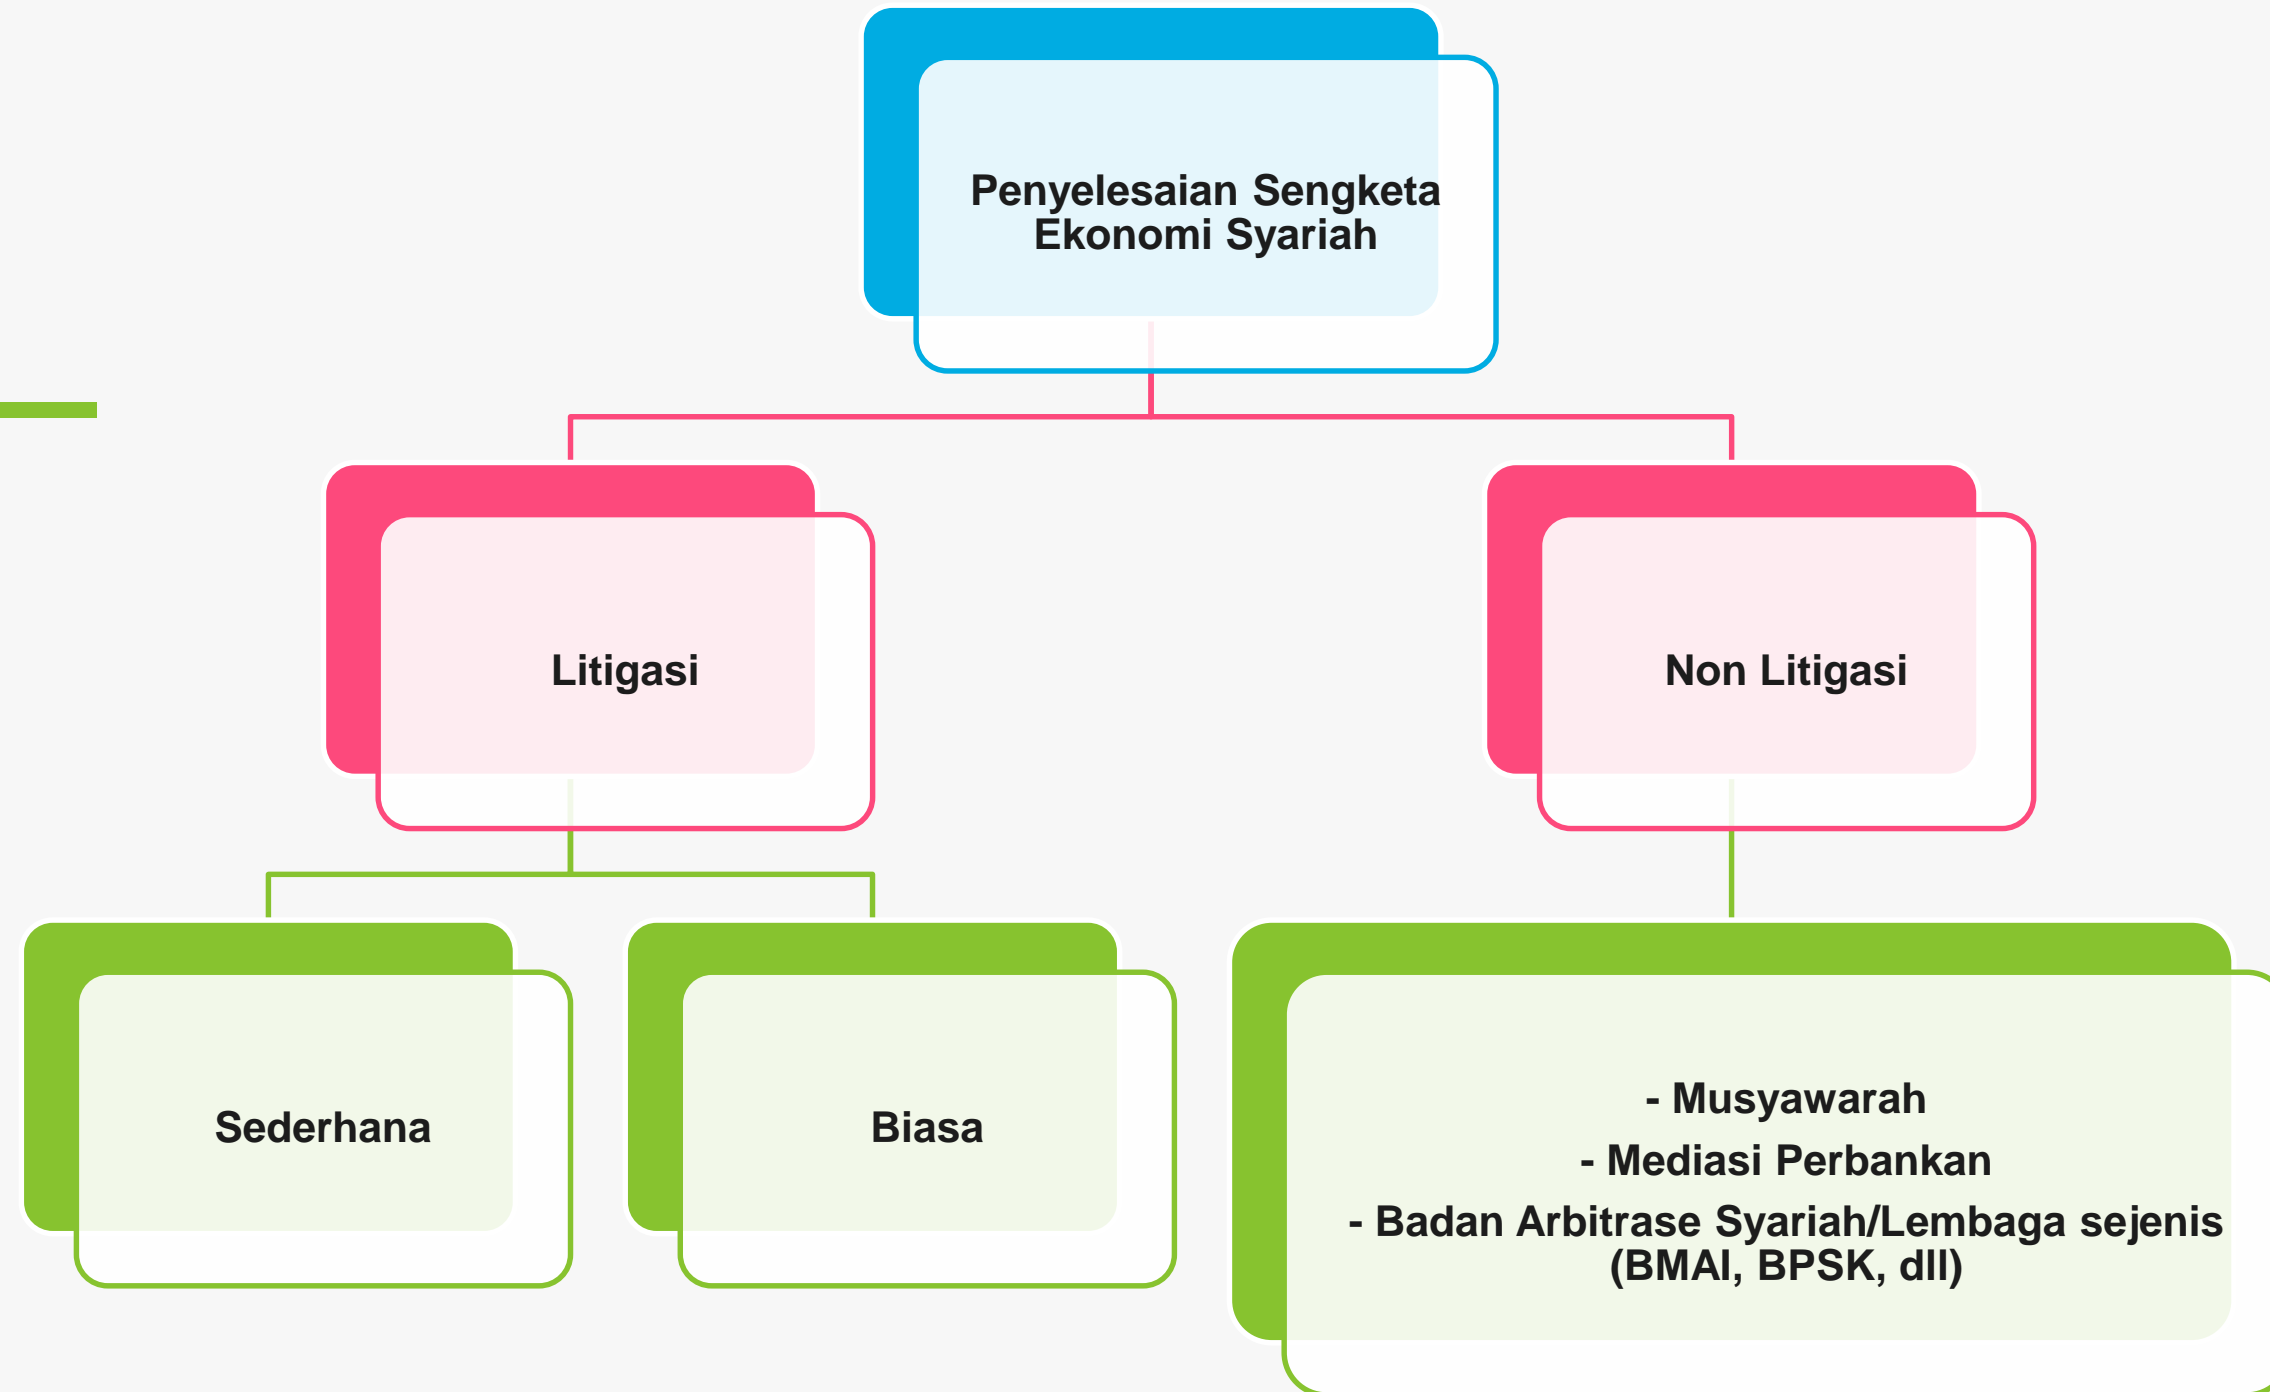 Penyelesaian Sengketa
Ekonomi Syariah
Litigasi
Non Litigasi
Sederhana
Biasa
- Musyawarah
- Mediasi Perbankan
- Badan Arbitrase Syariah/Lembaga sejenis
(BMAI, BPSK, dll)